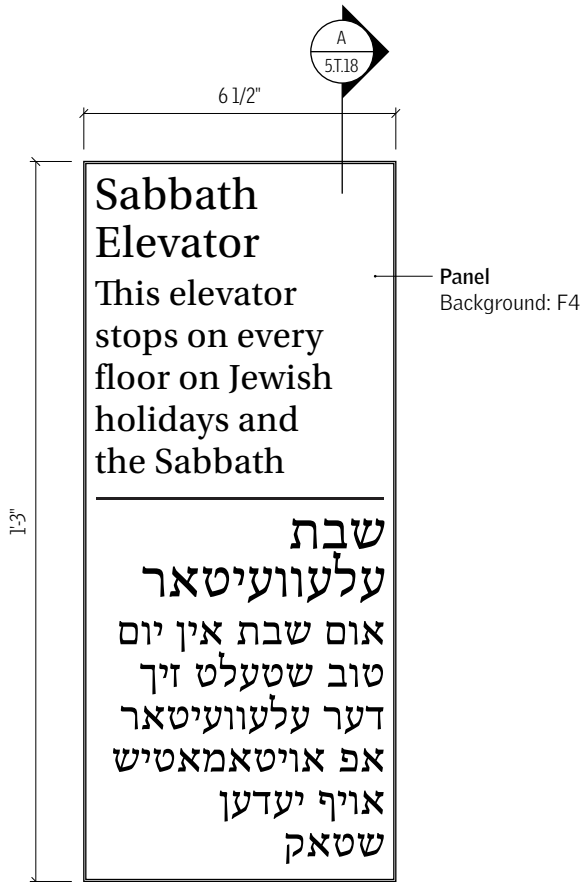 A
5.T.18
6 1/2"
1'-3"
Sabbath
Elevator
This elevator
stops on every
floor on Jewish
holidays and
the Sabbath
Panel
Background: F4
שבת
עלעוועיטאר
אום שבת אין יום
טוב שטעלט זיך
דער עלעוועיטאר
אפ אויטאמאטיש
אויף יעדען
שטאק